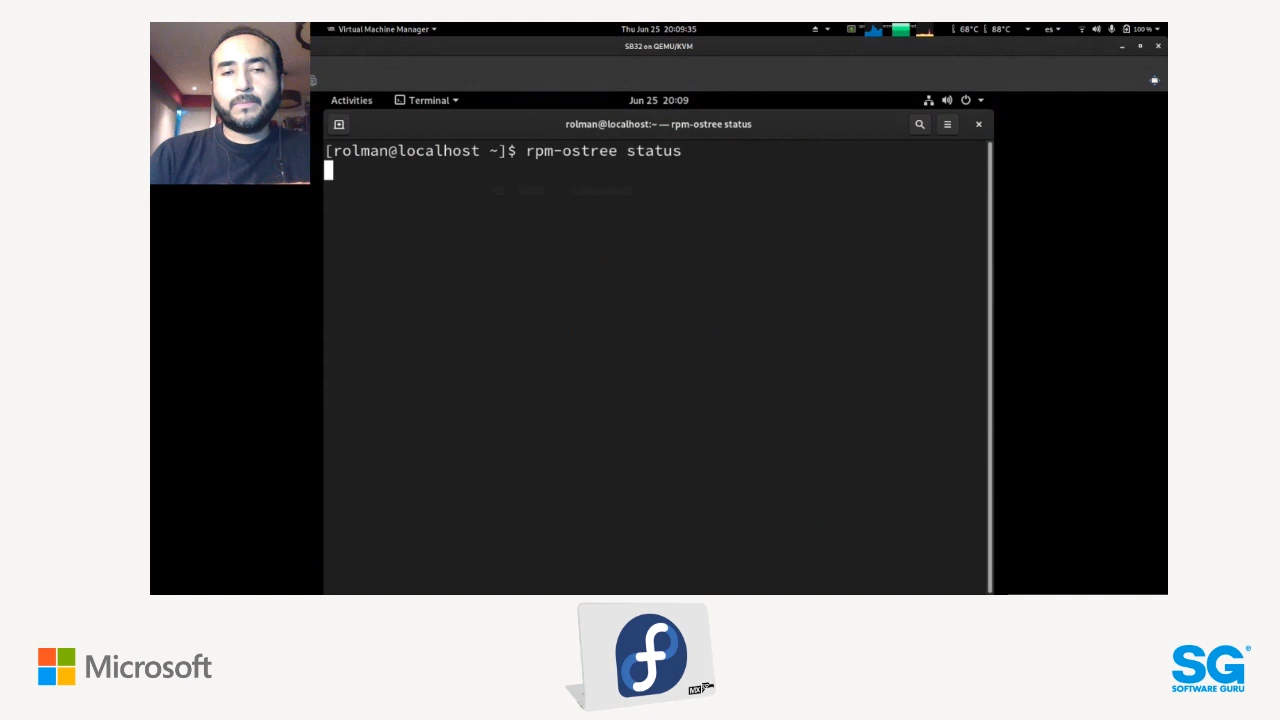 Virtual Machine Manager
Thu Jun 25 20:09:35
68°C 88°C
es
100 %
SB32 on QEMU/KVM
Activities
Terminal
Jun 25 20:09
rolman@localhost:~ — rpm-ostree status
[rolman@localhost ~]$ rpm-ostree status
Microsoft
MX
SG
SOFTWARE GURU